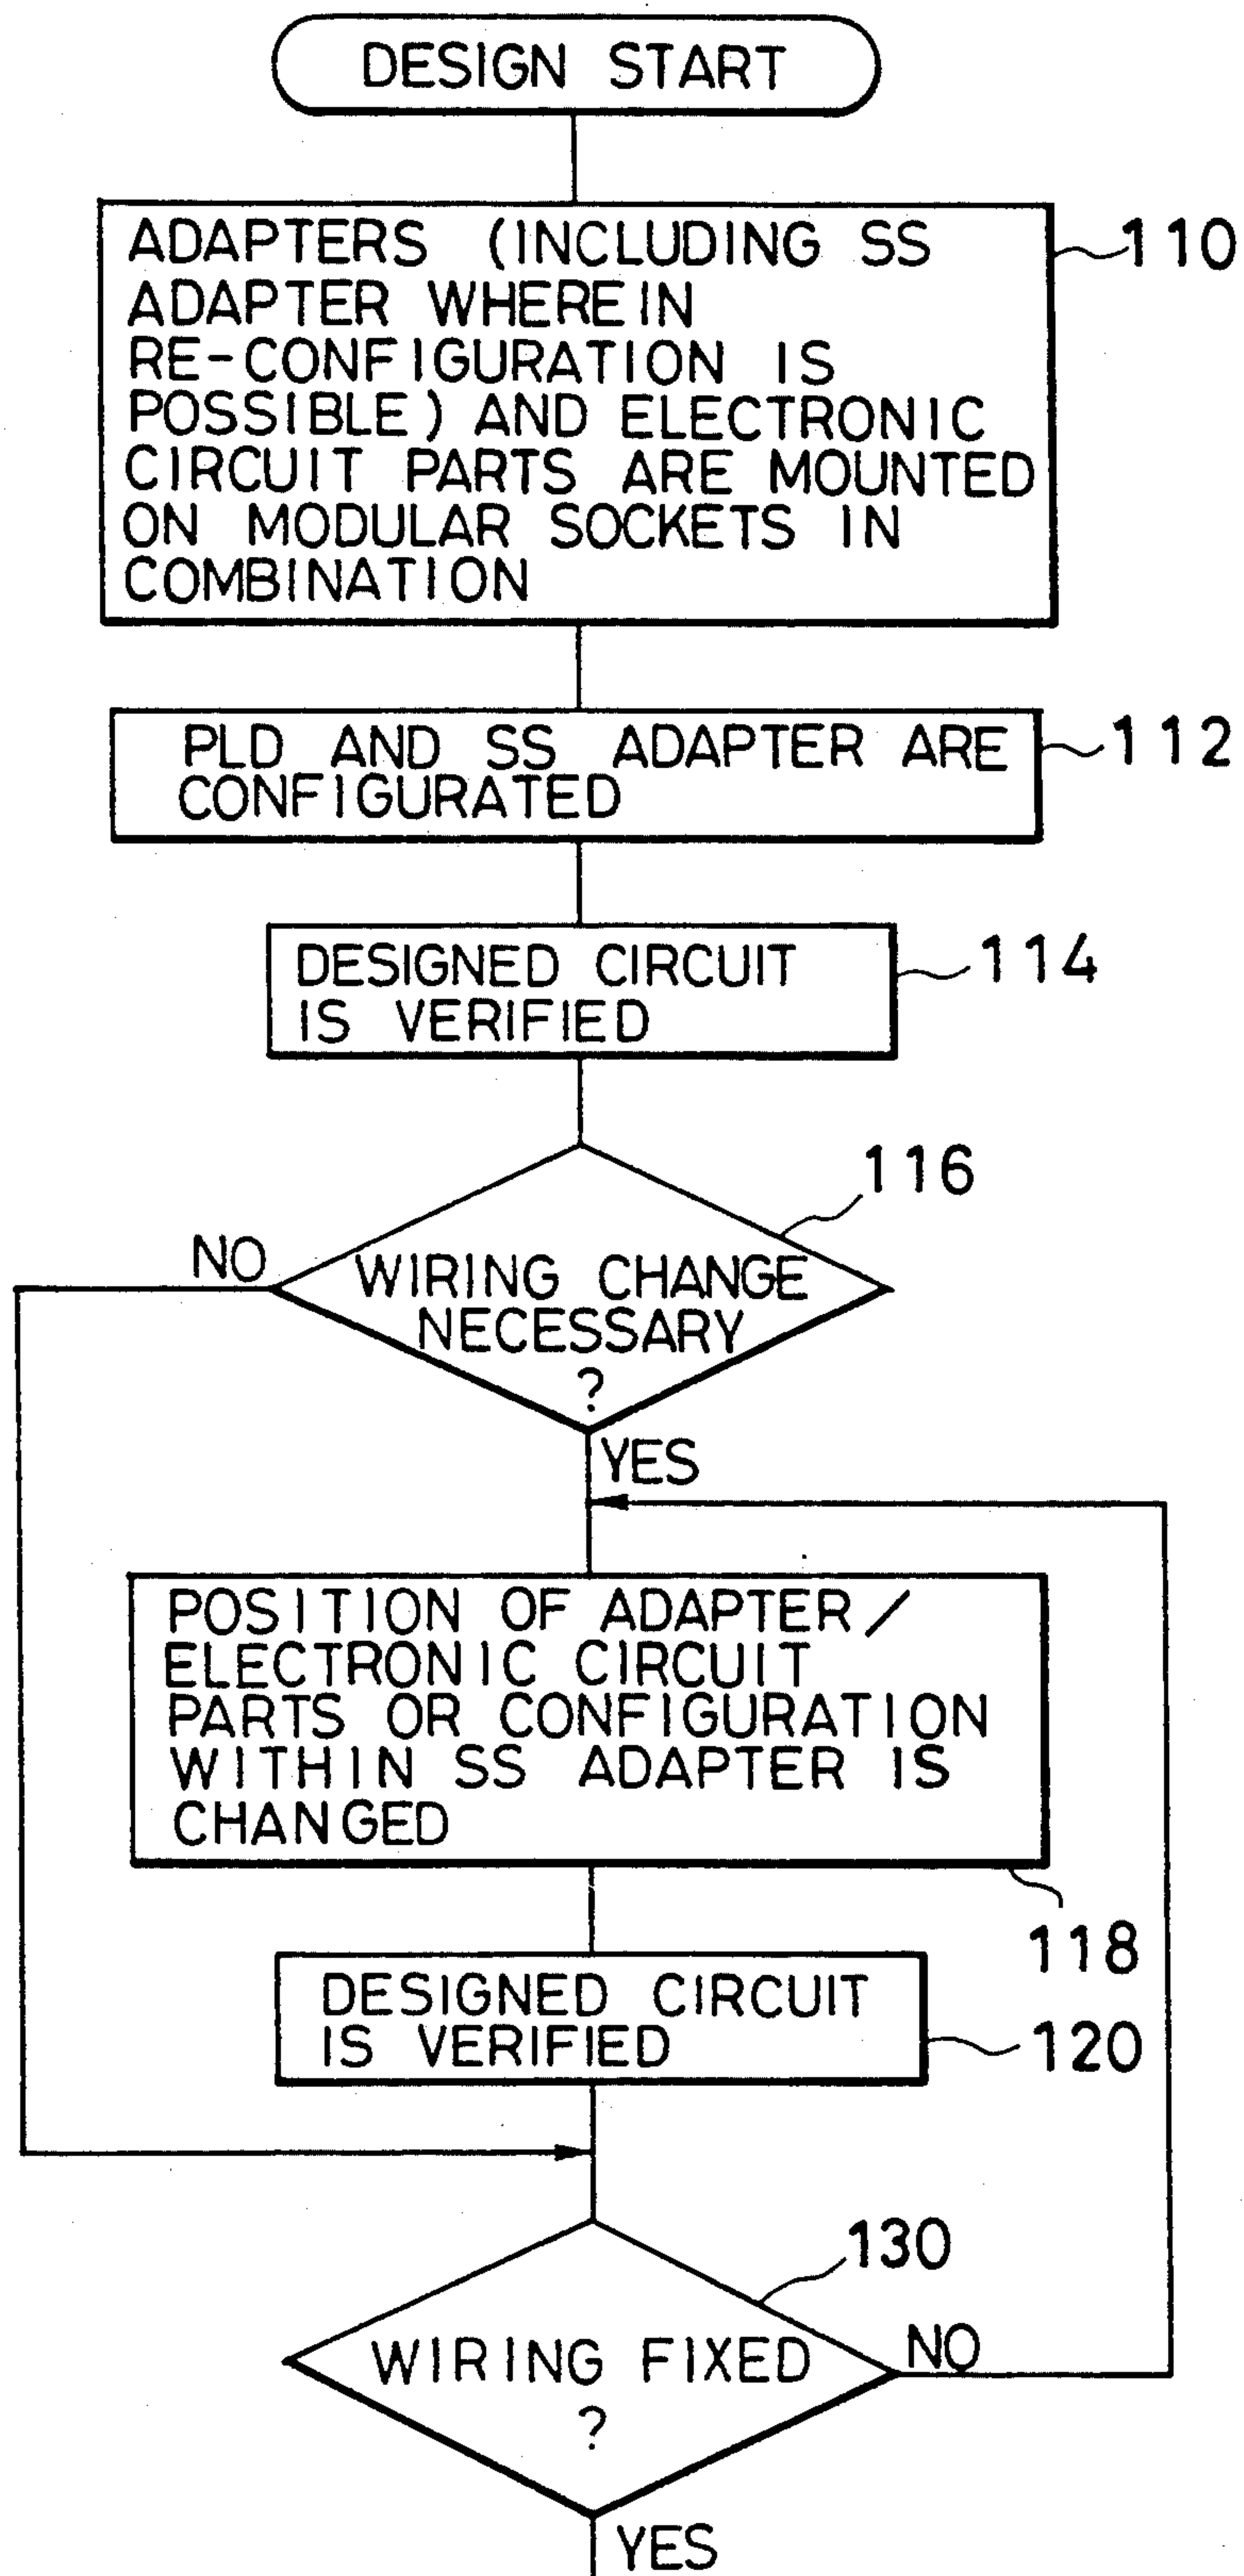 DESIGN START
ADAPTERS (INCLUDING SS
ADAPTER WHEREIN
RE-CONFIGURATION IS
POSSIBLE) AND ELECTRONIC
CIRCUIT PARTS ARE MOUNTED
ON MODULAR SOCKETS IN
COMBINATION
110
PLD AND SS ADAPTER ARE
CONFIGURATED
112
DESIGNED CIRCUIT
IS VERIFIED
114
116
NO
WIRING CHANGE
NECESSARY
?
YES
POSITION OF ADAPTER/
ELECTRONIC CIRCUIT
PARTS OR CONFIGURATION
WITHIN SS ADAPTER IS
CHANGED
118
DESIGNED CIRCUIT
IS VERIFIED
120
130
WIRING FIXED
?
NO
YES